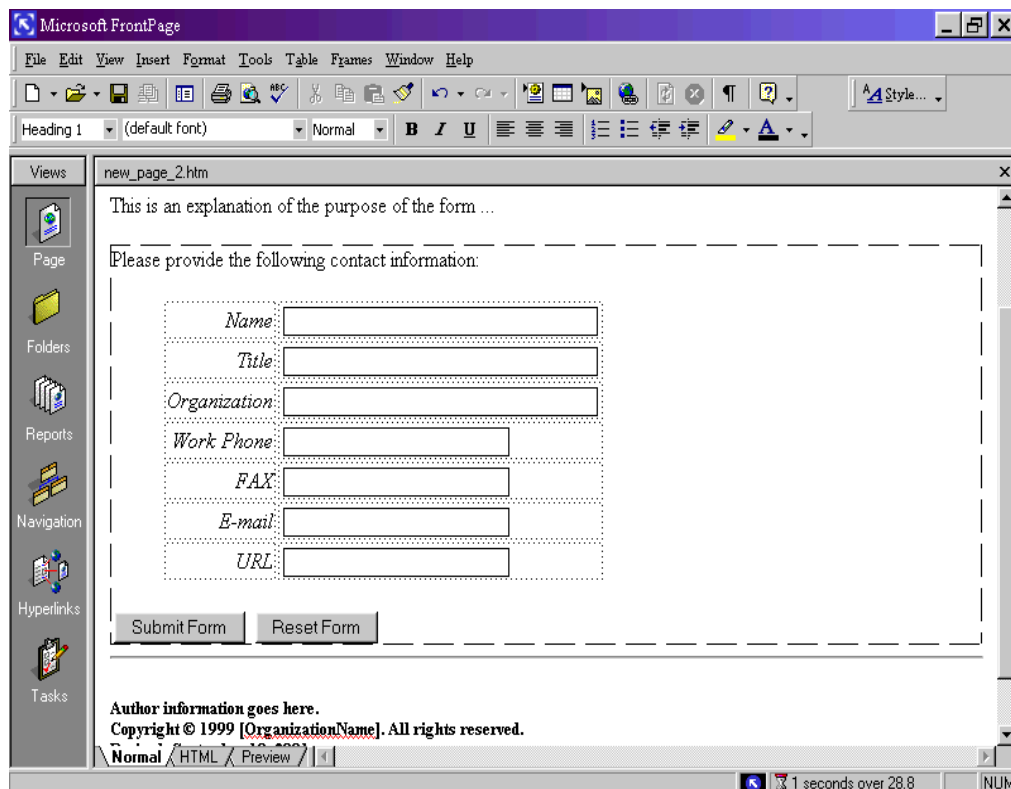 Microsoft FrontPage
File Edit View Insert Format Tools Table Frames Window Help
ABC
A A Style...
Heading 1 (default font) Normal B I U A
Views new_page_2.htm
This is an explanation of the purpose of the form ...
Page
Please provide the following contact information:
Name
Title
Folders
Organization
Reports
Work Phone
FAX
E-mail
Navigation
URL
Hyperlinks
Submit Form Reset Form
Tasks
Author information goes here.
Copyright © 1999 [OrganizationName]. All rights reserved.
Normal HTML Preview
1 seconds over 28.8 NUM